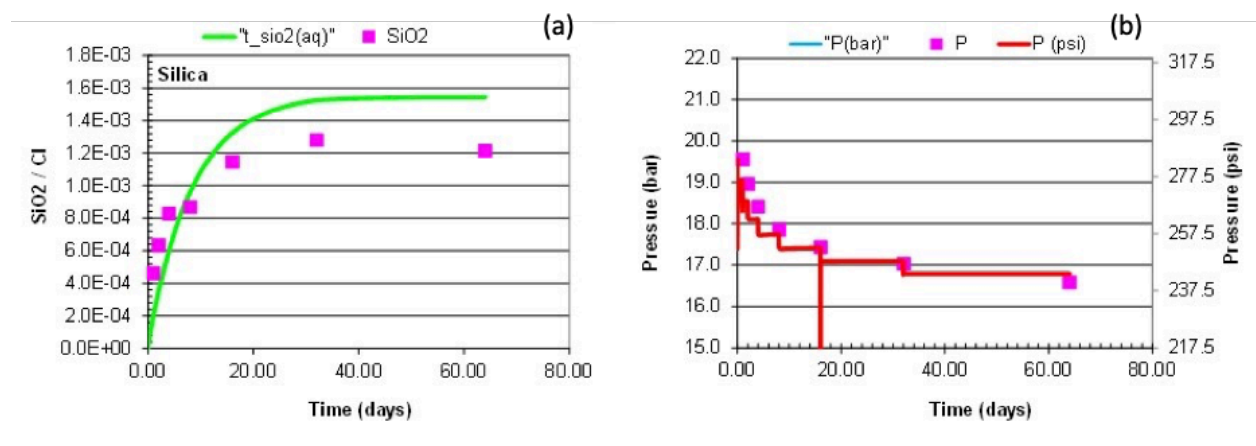 (a)
"t_sio2(aq)" SiO2
1.8E-03
1.6E-03
1.4E-03
1.2E-03
1.0E-03
8.0E-04
6.0E-04
4.0E-04
2.0E-04
0.0E+00
Silica
SiO2 / Cl
0.00 20.00 40.00 60.00 80.00
Time (days)
(b)
"P(bar)" P P (psi)
22.0
21.0
20.0
19.0
18.0
17.0
16.0
15.0
Pressue (bar)
317.5
297.5
277.5
257.5
237.5
217.5
Pressure (psi)
0.00 20.00 40.00 60.00 80.00
Time (days)